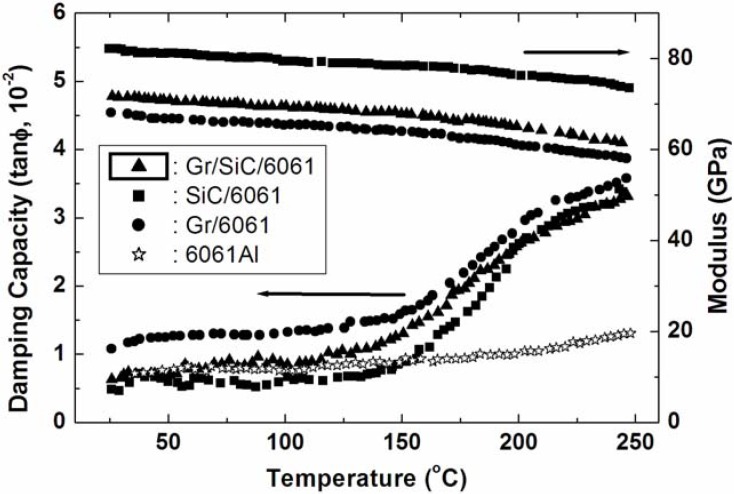 Damping Capacity (tanϕ, 10⁻²)
6
5
4
3
2
1
0
: Gr/SiC/6061
: SiC/6061
: Gr/6061
: 6061Al
80
60
40
20
0
Modulus (GPa)
50 100 150 200 250
Temperature (°C)